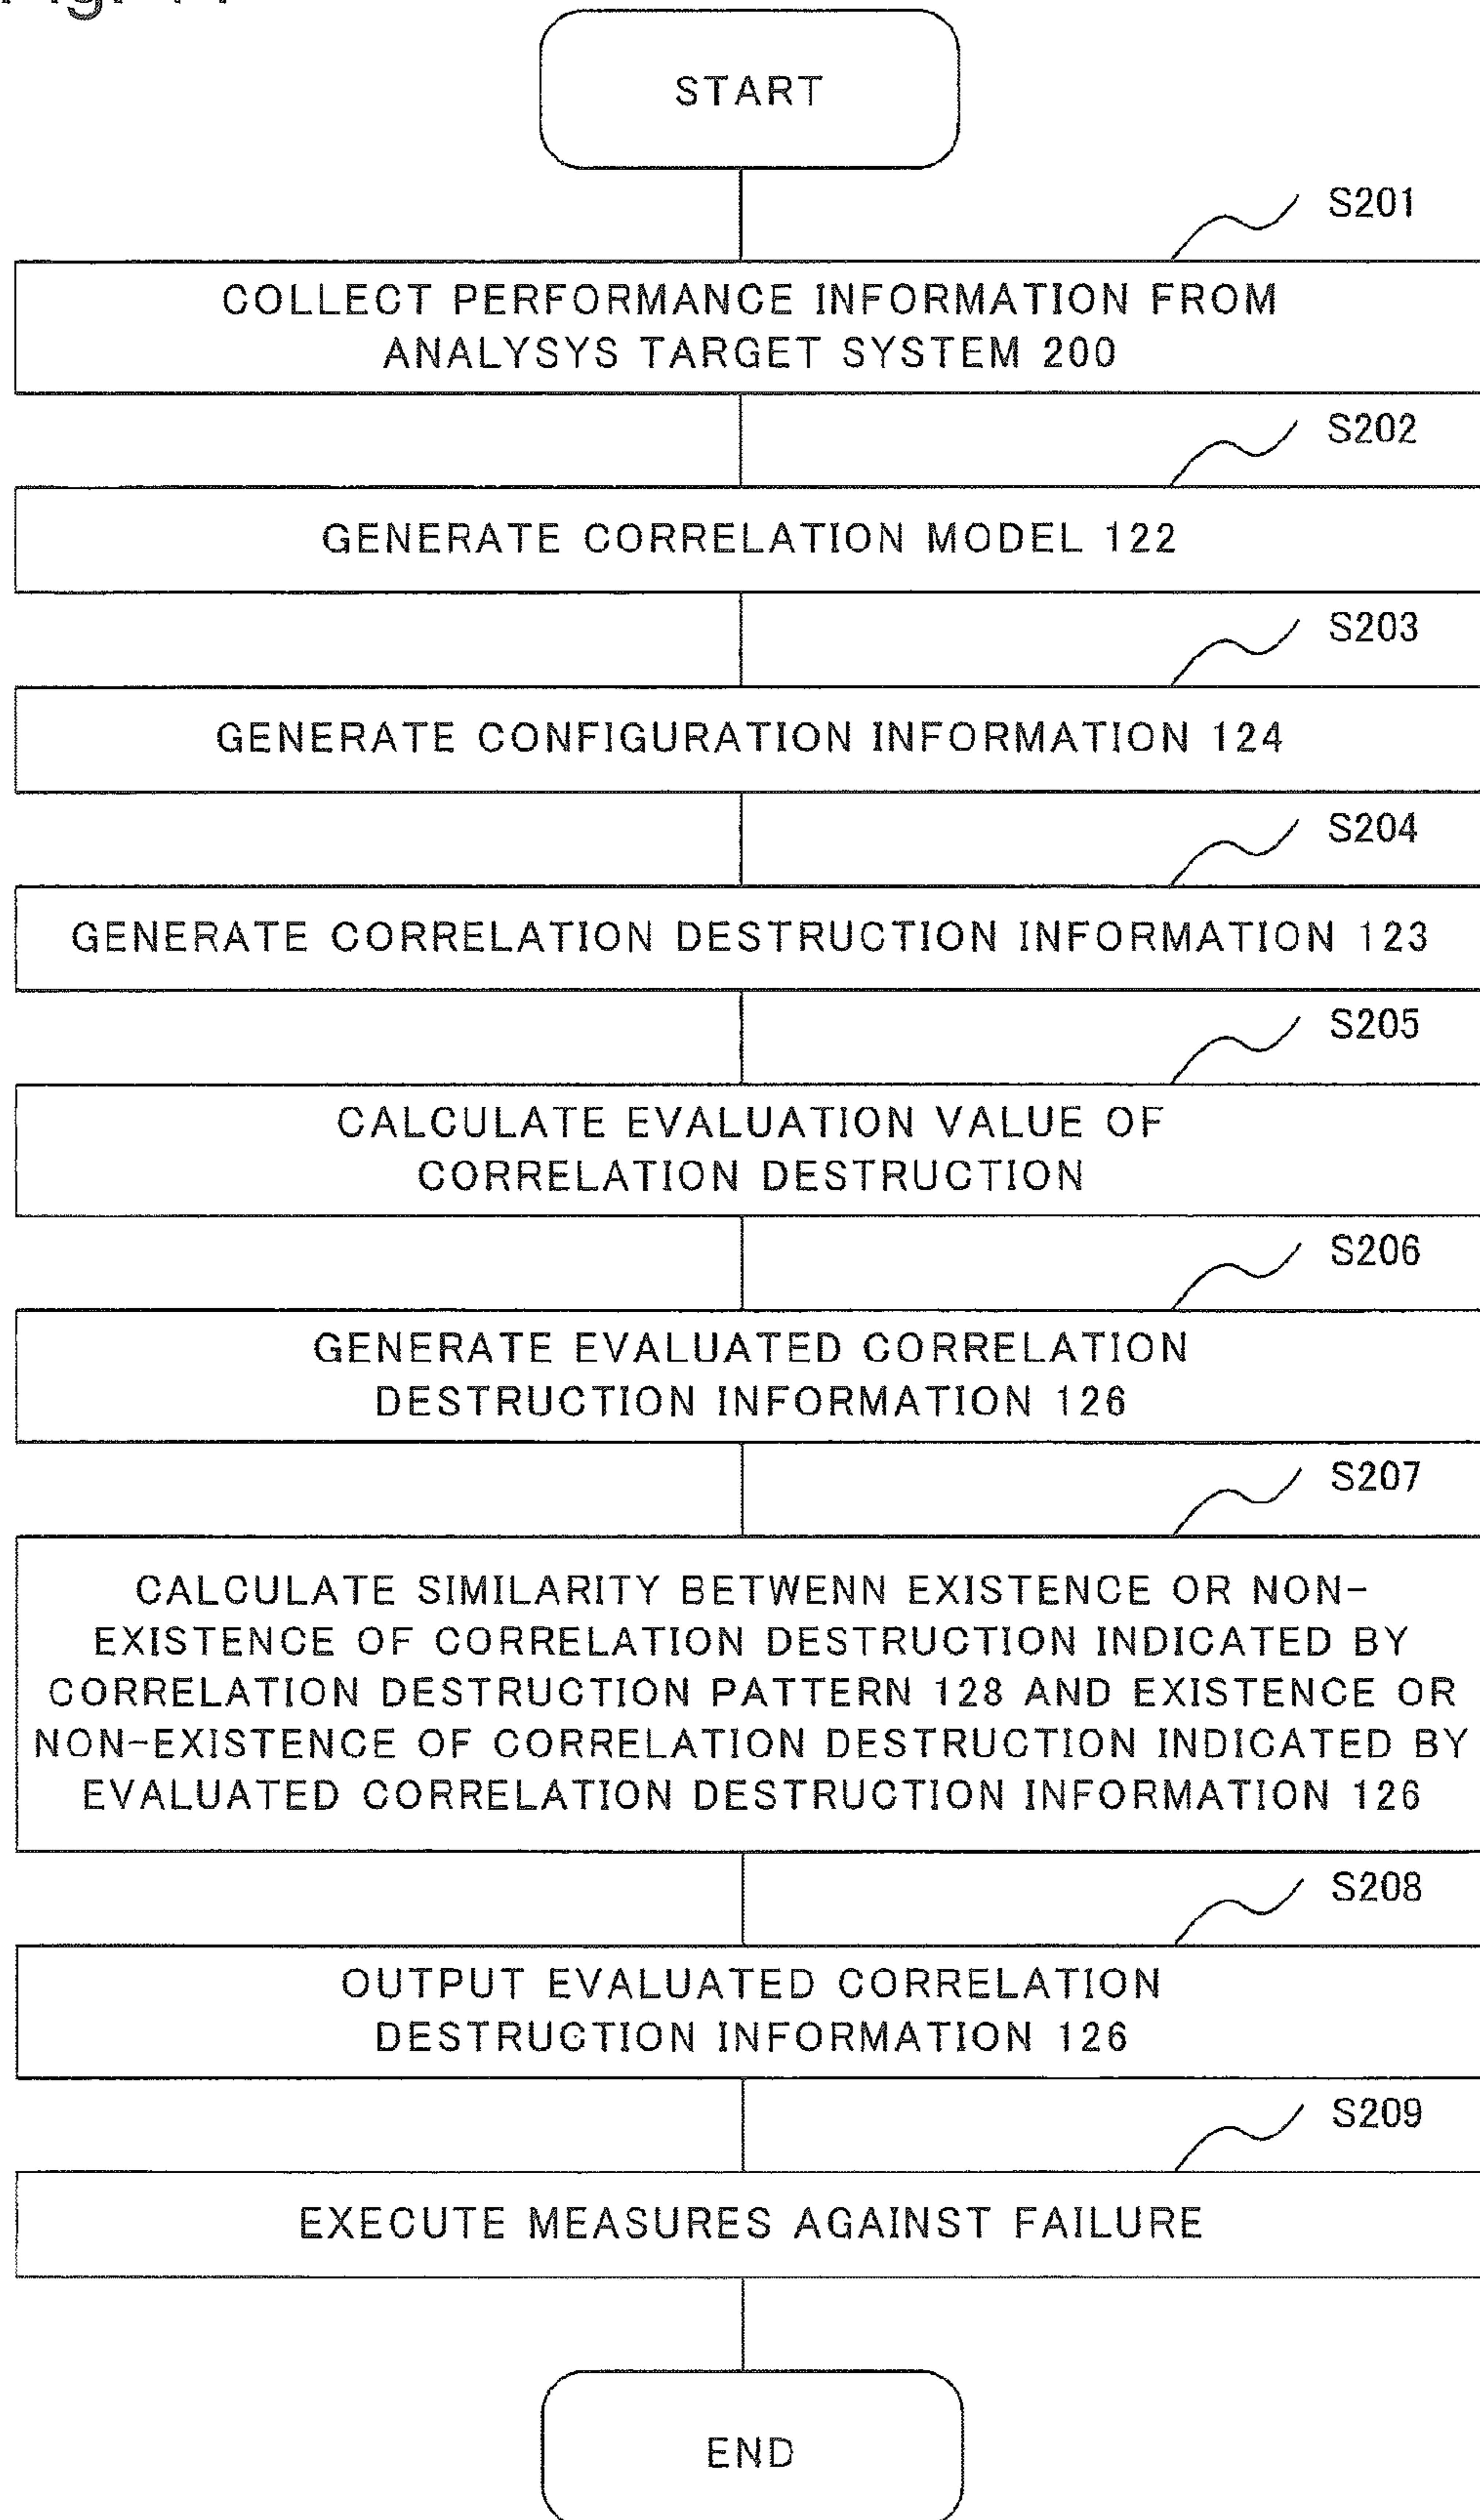 START
S201
COLLECT PERFORMANCE INFORMATION FROM
ANALYSYS TARGET SYSTEM 200
S202
GENERATE CORRELATION MODEL 122
S203
GENERATE CONFIGURATION INFORMATION 124
S204
GENERATE CORRELATION DESTRUCTION INFORMATION 123
S205
CALCULATE EVALUATION VALUE OF
CORRELATION DESTRUCTION
S206
GENERATE EVALUATED CORRELATION
DESTRUCTION INFORMATION 126
S207
CALCULATE SIMILARITY BETWENN EXISTENCE OR NON-
EXISTENCE OF CORRELATION DESTRUCTION INDICATED BY
CORRELATION DESTRUCTION PATTERN 128 AND EXISTENCE OR
NON-EXISTENCE OF CORRELATION DESTRUCTION INDICATED BY
EVALUATED CORRELATION DESTRUCTION INFORMATION 126
S208
OUTPUT EVALUATED CORRELATION
DESTRUCTION INFORMATION 126
S209
EXECUTE MEASURES AGAINST FAILURE
END